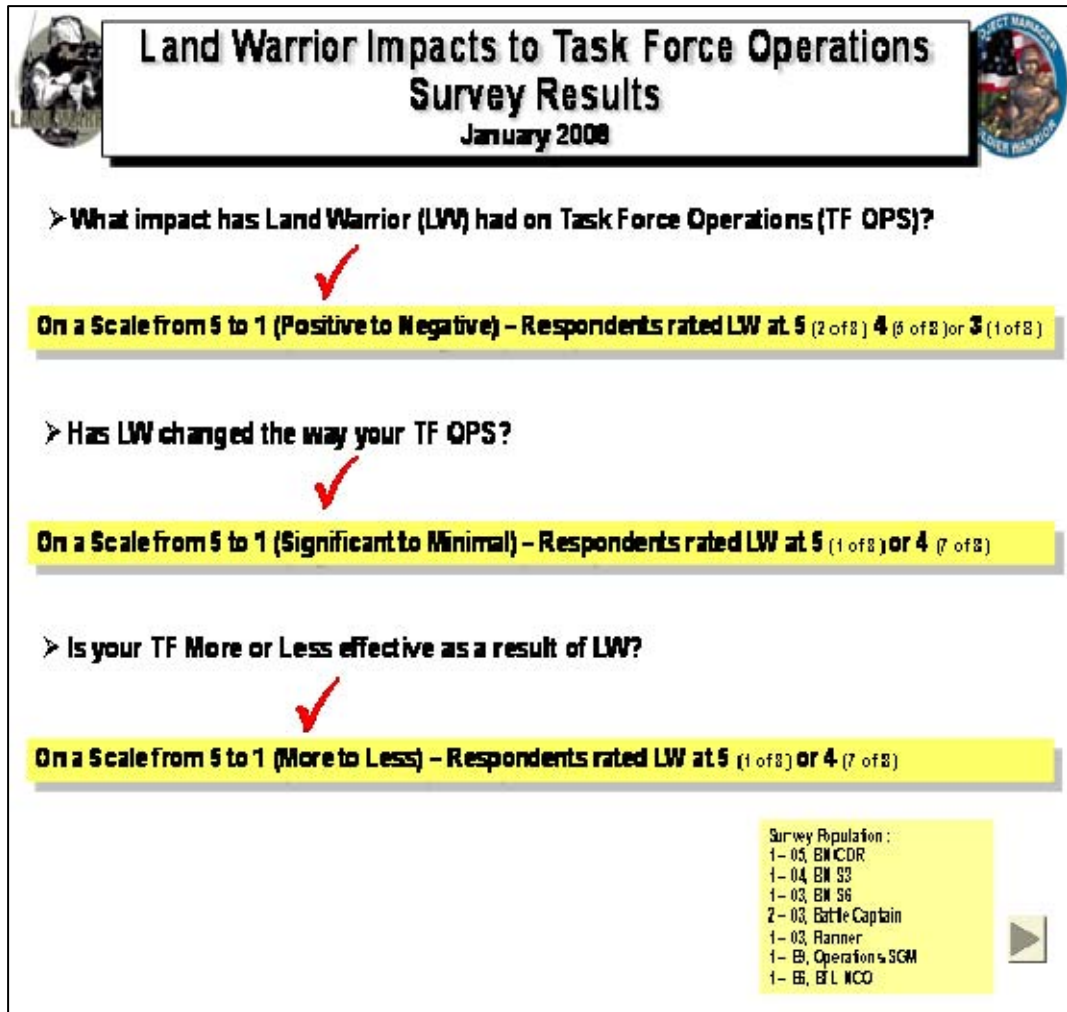 Land Warrior Impacts to Task Force Operations
Survey Results
January 2008
LAND WARRIOR
PROJECT MANAGER
SOLDIER WARRIOR
➢ What impact has Land Warrior (LW) had on Task Force Operations (TF OPS)?
On a Scale from 5 to 1 (Positive to Negative) – Respondents rated LW at 5 (2 of 8) 4 (5 of 8) or 3 (1 of 8)
➢ Has LW changed the way your TF OPS?
On a Scale from 5 to 1 (Significant to Minimal) – Respondents rated LW at 5 (1 of 8) or 4 (7 of 8)
➢ Is your TF More or Less effective as a result of LW?
On a Scale from 5 to 1 (More to Less) – Respondents rated LW at 5 (1 of 8) or 4 (7 of 8)
Survey Population :
1 – 05, BN CDR
1 – 04, BN S3
1 – 03, BN S6
2 – 03, Battle Captain
1 – 03, Planner
1 – E9, Operations SGM
1 – E6, BTL NCO